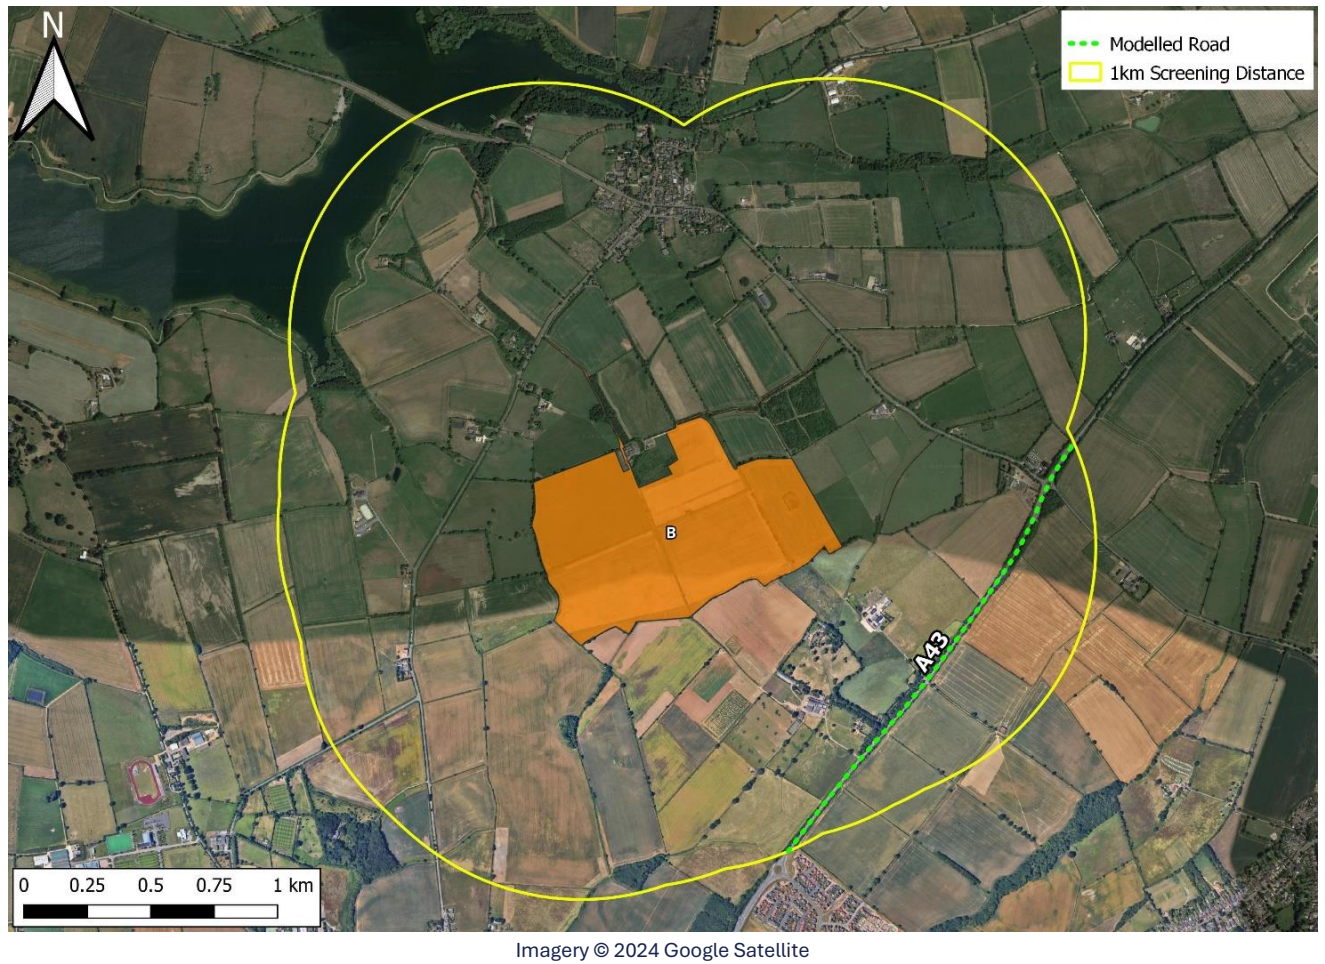 N
Modelled Road
1km Screening Distance
B
A43
0 0.25 0.5 0.75 1 km
Imagery © 2024 Google Satellite